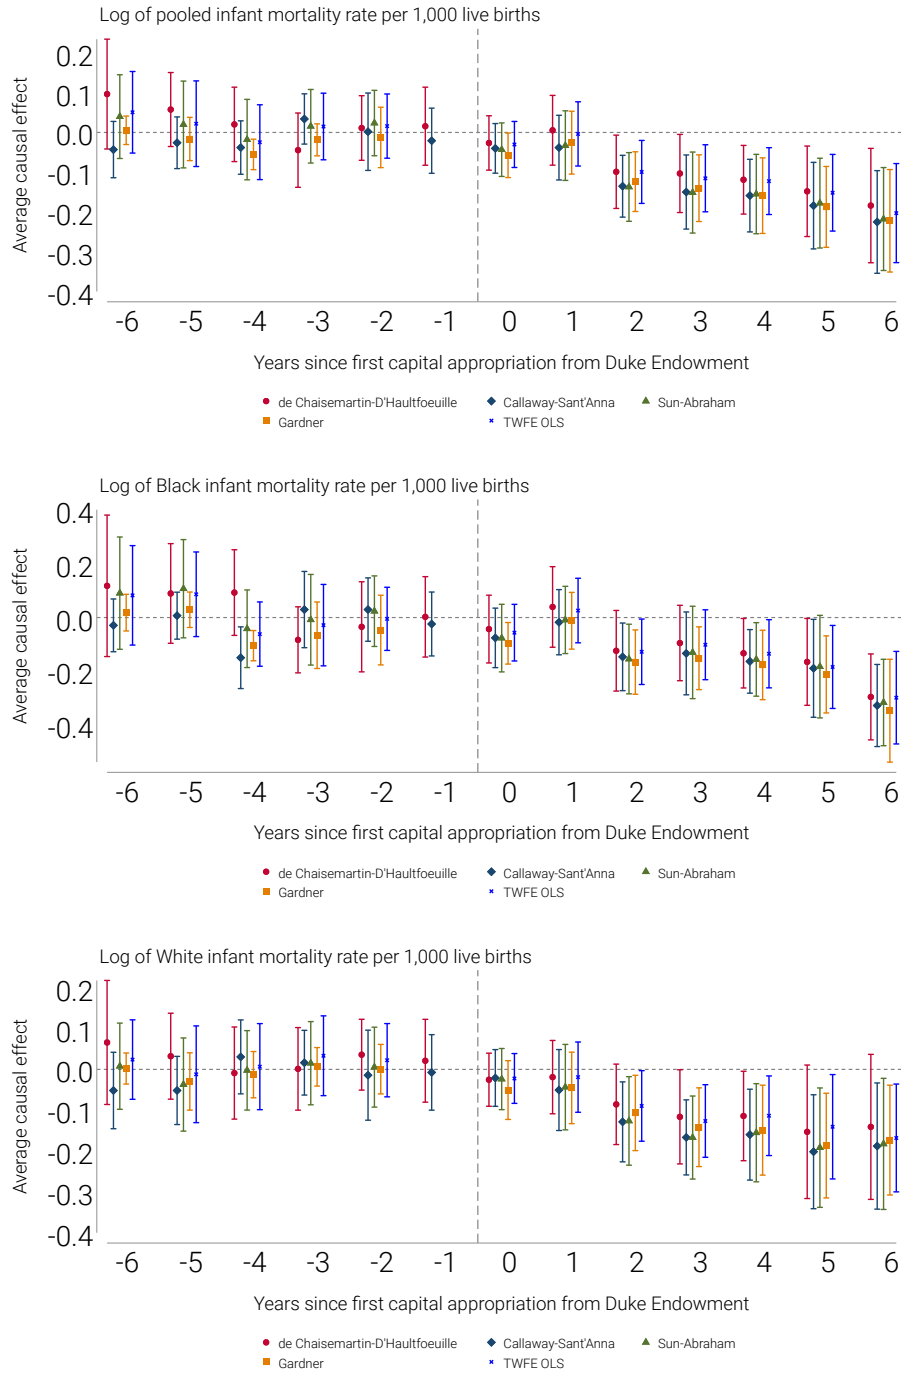 Log of pooled infant mortality rate per 1,000 live births
Average causal effect
0.2
0.1
0.0
-0.1
-0.2
-0.3
-0.4
-6 -5 -4 -3 -2 -1 0 1 2 3 4 5 6
Years since first capital appropriation from Duke Endowment
de Chaisemartin-D'Haultfoeuille Callaway-Sant'Anna Sun-Abraham
Gardner TWFE OLS
Log of Black infant mortality rate per 1,000 live births
Average causal effect
0.4
0.2
0.0
-0.2
-0.4
-6 -5 -4 -3 -2 -1 0 1 2 3 4 5 6
Years since first capital appropriation from Duke Endowment
de Chaisemartin-D'Haultfoeuille Callaway-Sant'Anna Sun-Abraham
Gardner TWFE OLS
Log of White infant mortality rate per 1,000 live births
Average causal effect
0.2
0.1
0.0
-0.1
-0.2
-0.3
-0.4
-6 -5 -4 -3 -2 -1 0 1 2 3 4 5 6
Years since first capital appropriation from Duke Endowment
de Chaisemartin-D'Haultfoeuille Callaway-Sant'Anna Sun-Abraham
Gardner TWFE OLS